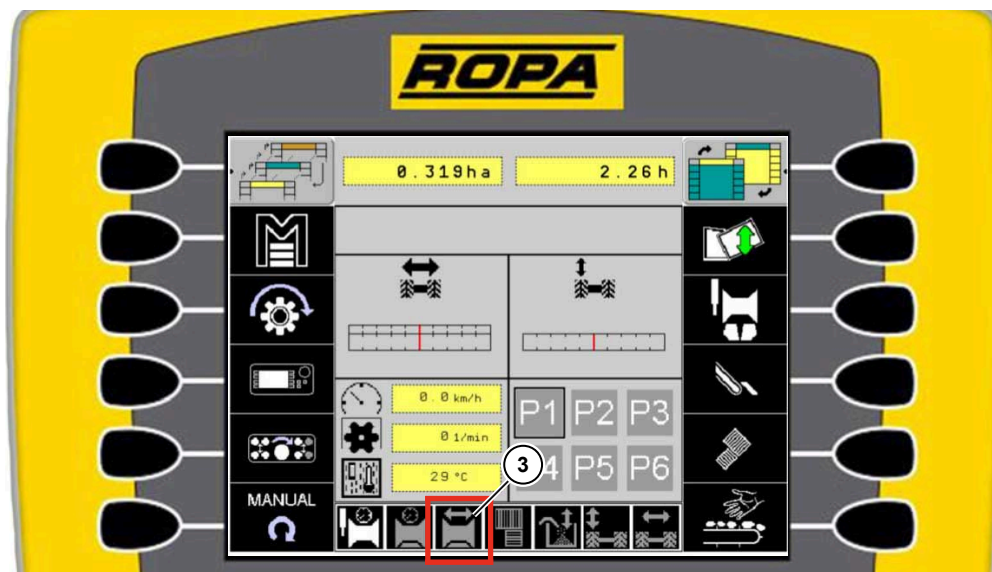 ROPA
0.319ha 2.26h
0.0 km/h
P1 P2 P3
0 1/min
3
29 °C
4 P5 P6
MANUAL